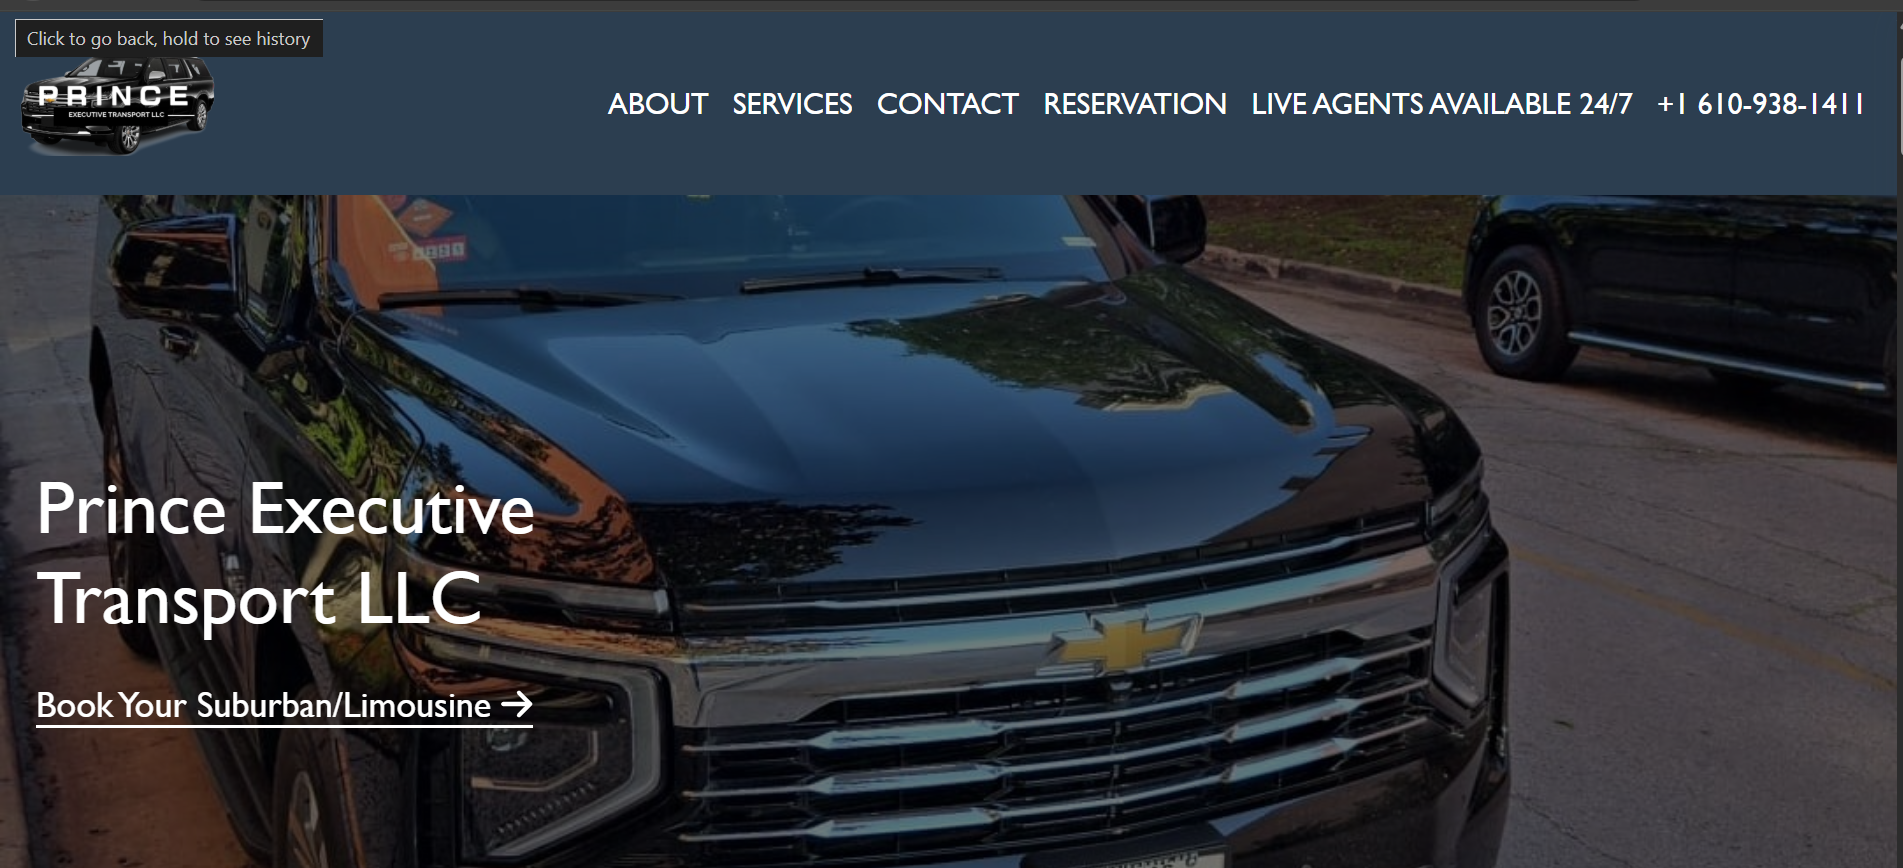 Click to go back, hold to see history
PRINCE
EXECUTIVE TRANSPORT LLC
ABOUT SERVICES CONTACT RESERVATION LIVE AGENTS AVAILABLE 24/7 +1 610-938-1411
Prince Executive
Transport LLC
Book Your Suburban/Limousine →